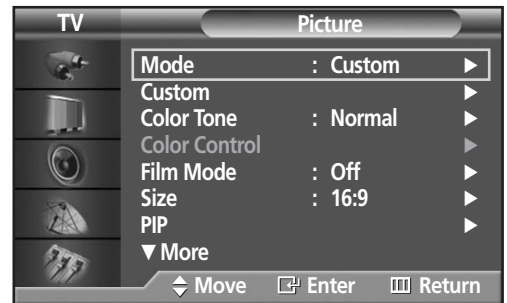 TV Picture
Mode : Custom ▶
Custom ▶
Color Tone : Normal ▶
Color Control ▶
Film Mode : Off ▶
Size : 16:9 ▶
PIP ▶
▼ More
Move Enter Return